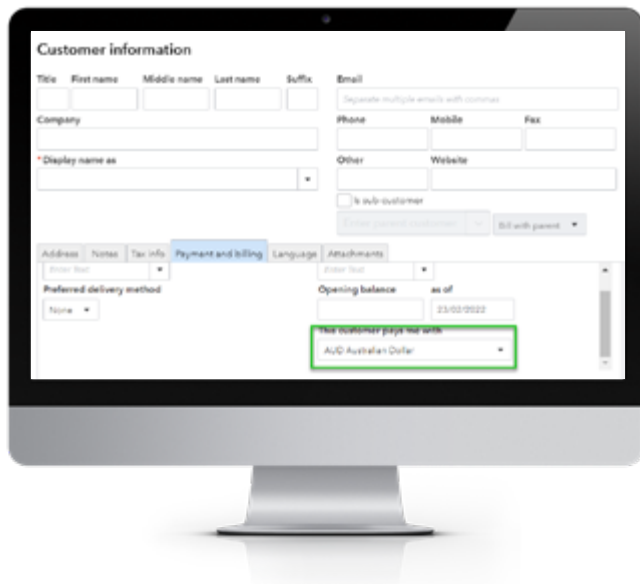 Customer information
Title First name Middle name Last name Suffix Email
Separate multiple emails with commas
Company Phone Mobile Fax
*Display name as Other Website
Is sub-customer
Enter parent customer Bill with parent
Address Notes Tax info Payment and billing Language Attachments
Enter Text Enter Text
Preferred delivery method Opening balance as of
None 23/02/2022
This customer pays me with
AUD Australian Dollar